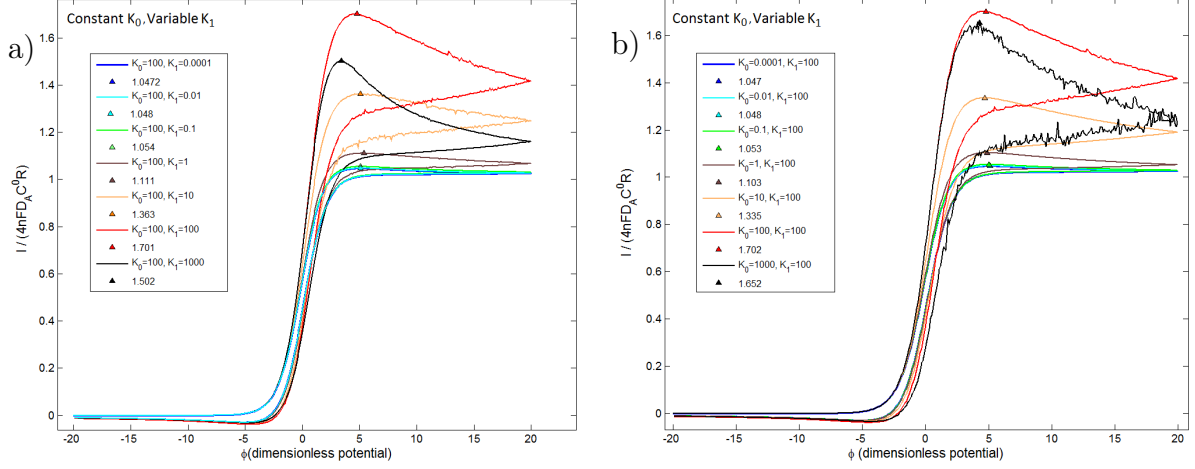 a)
Constant K₀, Variable K₁
K₀=100, K₁=0.0001
1.0472
K₀=100, K₁=0.01
1.048
K₀=100, K₁=0.1
1.054
K₀=100, K₁=1
1.111
K₀=100, K₁=10
1.363
K₀=100, K₁=100
1.701
K₀=100, K₁=1000
1.502
I / (4nFD_AC⁰R)
1.6
1.4
1.2
1
0.8
0.6
0.4
0.2
0
-20 -15 -10 -5 0 5 10 15 20
ϕ(dimensionless potential)
b)
Constant K₀, Variable K₁
K₀=0.0001, K₁=100
1.047
K₀=0.01, K₁=100
1.048
K₀=0.1, K₁=100
1.053
K₀=1, K₁=100
1.103
K₀=10, K₁=100
1.335
K₀=100, K₁=100
1.702
K₀=1000, K₁=100
1.652
I / (4nFD_AC⁰R)
1.6
1.4
1.2
1
0.8
0.6
0.4
0.2
0
-20 -15 -10 -5 0 5 10 15 20
ϕ (dimensionless potential)